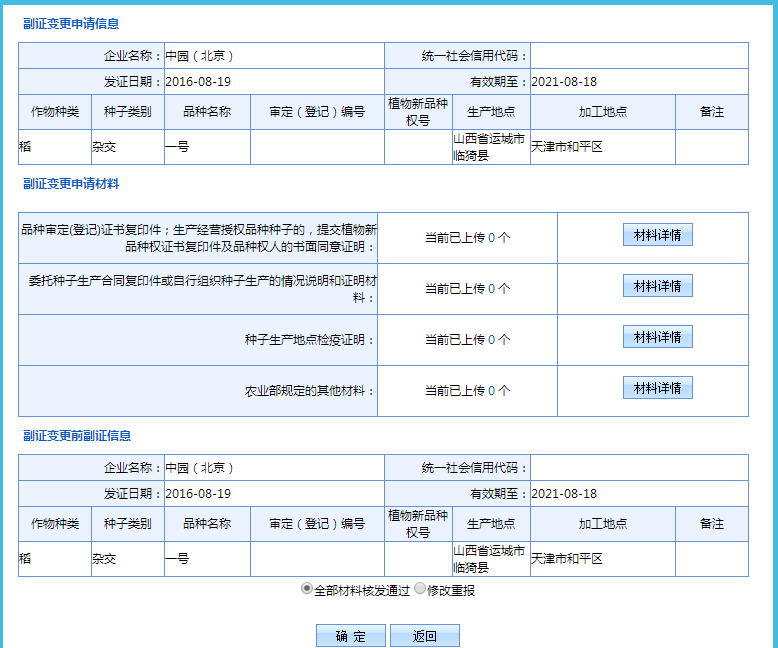 副证变更申请信息
企业名称： 中园（北京） 统一社会信用代码：
发证日期： 2016-08-19 有效期至： 2021-08-18
作物种类 种子类别 品种名称 审定（登记）编号 植物新品种权号 生产地点 加工地点 备注
稻 杂交 一号 山西省运城市临猗县 天津市和平区
副证变更申请材料
品种审定(登记)证书复印件；生产经营授权品种种子的，提交植物新
品种权证书复印件及品种权人的书面同意证明： 当前已上传 0 个 材料详情
委托种子生产合同复印件或自行组织种子生产的情况说明和证明材
料： 当前已上传 0 个 材料详情
种子生产地点检疫证明： 当前已上传 0 个 材料详情
农业部规定的其他材料： 当前已上传 0 个 材料详情
副证变更前副证信息
企业名称： 中园（北京） 统一社会信用代码：
发证日期： 2016-08-19 有效期至： 2021-08-18
作物种类 种子类别 品种名称 审定（登记）编号 植物新品种权号 生产地点 加工地点 备注
稻 杂交 一号 山西省运城市临猗县 天津市和平区
全部材料核发通过 修改重报
确 定 返回